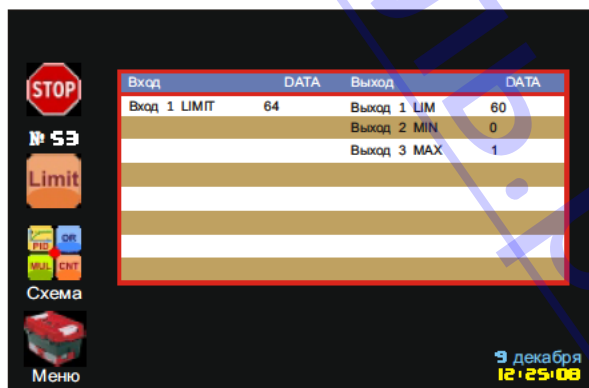 STOP
№ 53
Limit
PID OR
MUL CNT
Схема
Меню
Вход DATA Выход DATA
Вход 1 LIMIT 64 Выход 1 LIM 60
Выход 2 MIN 0
Выход 3 MAX 1
9 декабря
12:25:08